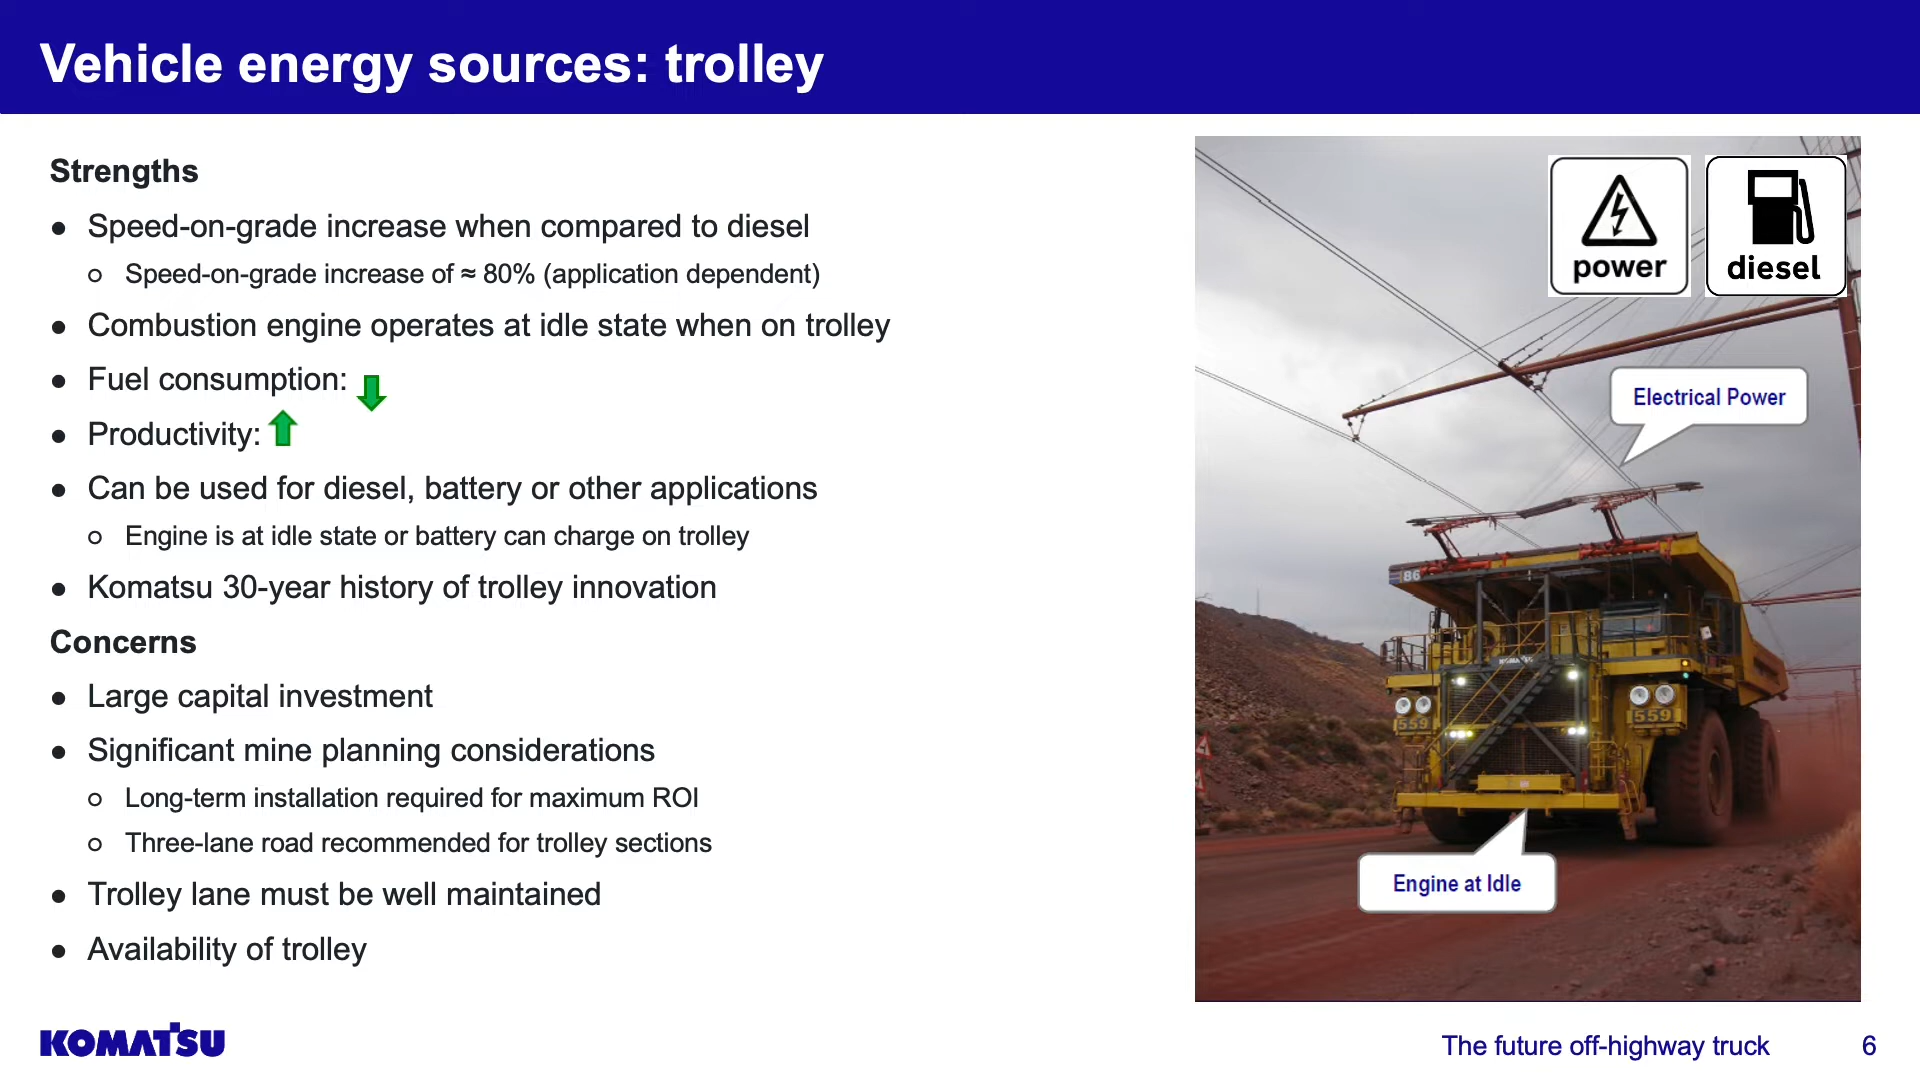 Vehicle energy sources: trolley
Strengths
● Speed-on-grade increase when compared to diesel
○ Speed-on-grade increase of ≈ 80% (application dependent)
● Combustion engine operates at idle state when on trolley
● Fuel consumption:
● Productivity:
● Can be used for diesel, battery or other applications
○ Engine is at idle state or battery can charge on trolley
● Komatsu 30-year history of trolley innovation
Concerns
● Large capital investment
● Significant mine planning considerations
○ Long-term installation required for maximum ROI
○ Three-lane road recommended for trolley sections
● Trolley lane must be well maintained
● Availability of trolley
power
diesel
Electrical Power
86
KOMATSU
559
559
Engine at Idle
KOMATSU
The future off-highway truck
6